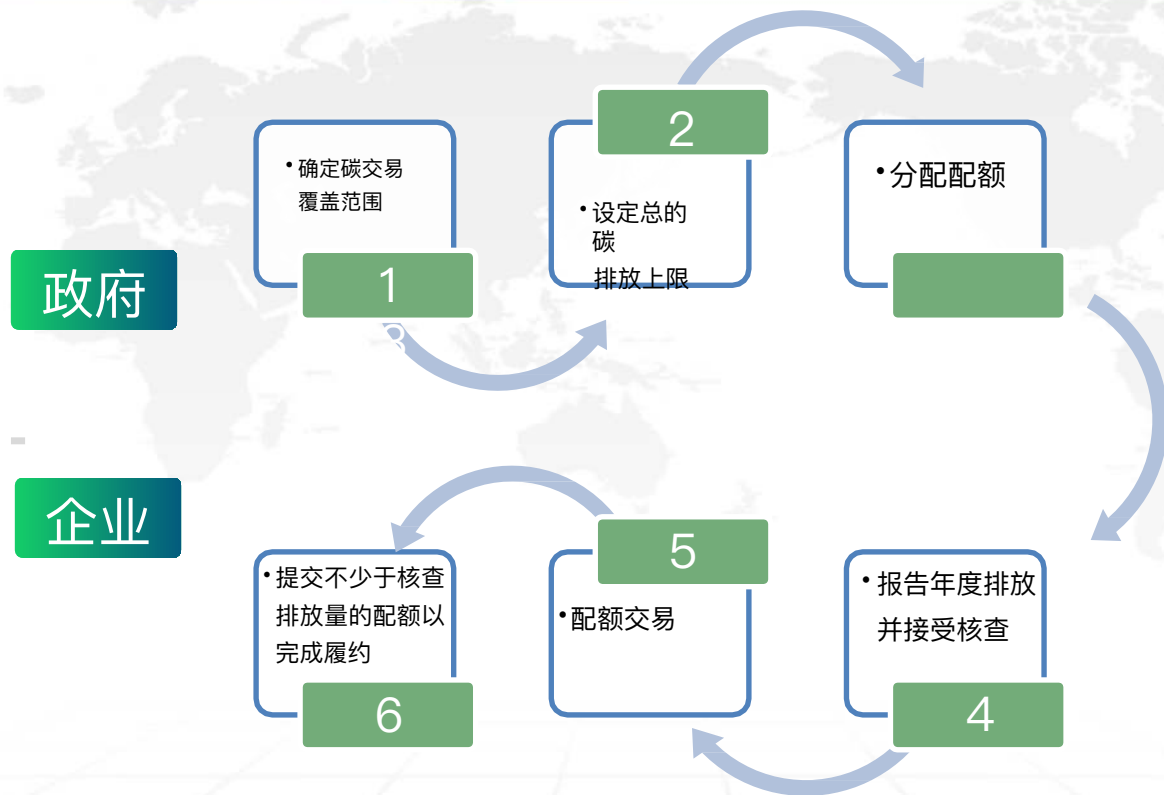 2
• 确定碳交易
覆盖范围
• 设定总的
碳
排放上限
• 分配配额
政府
1
3
企业
5
• 提交不少于核查
排放量的配额以
完成履约
• 配额交易
• 报告年度排放
并接受核查
6
4